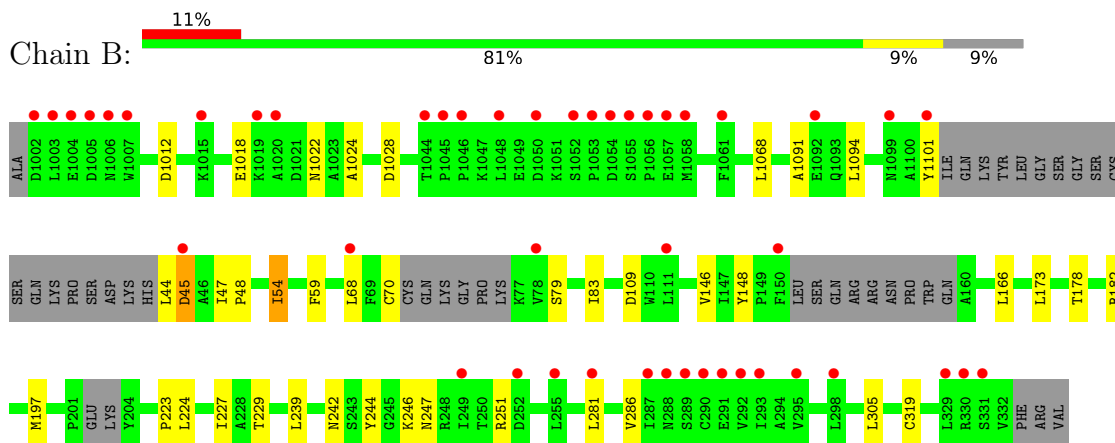 11%
Chain B:
81% 9% 9%
ALA D1002 L1003 E1004 D1005 N1006 W1007 D1012 K1015 E1018 K1019 A1020 D1021 N1022 A1023 A1024 D1028 T1044 P1045 P1046 K1047 L1048 E1049 D1050 K1051 S1052 P1053 D1054 S1055 P1056 E1057 M1058 F1061 L1068 A1091 E1092 Q1093 L1094 N1099 A1100 Y1101 ILE GLN LYS TYR LEU GLY SER GLY SER CYS
SER GLN LYS PRO SER ASP LYS HIS L44 D45 A46 I47 P48 I54 F59 L68 F69 C70 CYS GLN LYS GLY PRO LYS K77 V78 S79 I83 D109 W110 L111 V146 I147 Y148 P149 F150 LEU SER GLN ARG ARG ASN PRO TRP GLN A160 L166 L173 T178 R182
M197 P201 GLU LYS Y204 P223 L224 I227 A228 T229 L239 N242 S243 Y244 G245 K246 N247 R248 I249 T250 R251 D252 L255 L281 V286 I287 N288 S289 C290 E291 V292 I293 A294 V295 L298 L305 C319 L329 R330 S331 V332 PHE ARG VAL